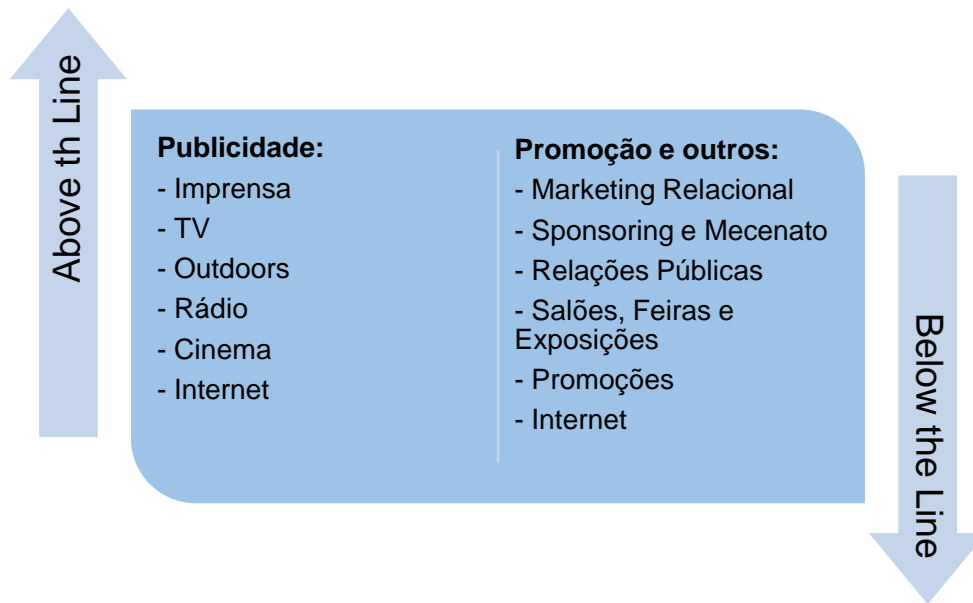 Above th Line
Publicidade:
- Imprensa
- TV
- Outdoors
- Rádio
- Cinema
- Internet
Promoção e outros:
- Marketing Relacional
- Sponsoring e Mecenato
- Relações Públicas
- Salões, Feiras e
Exposições
- Promoções
- Internet
Below the Line